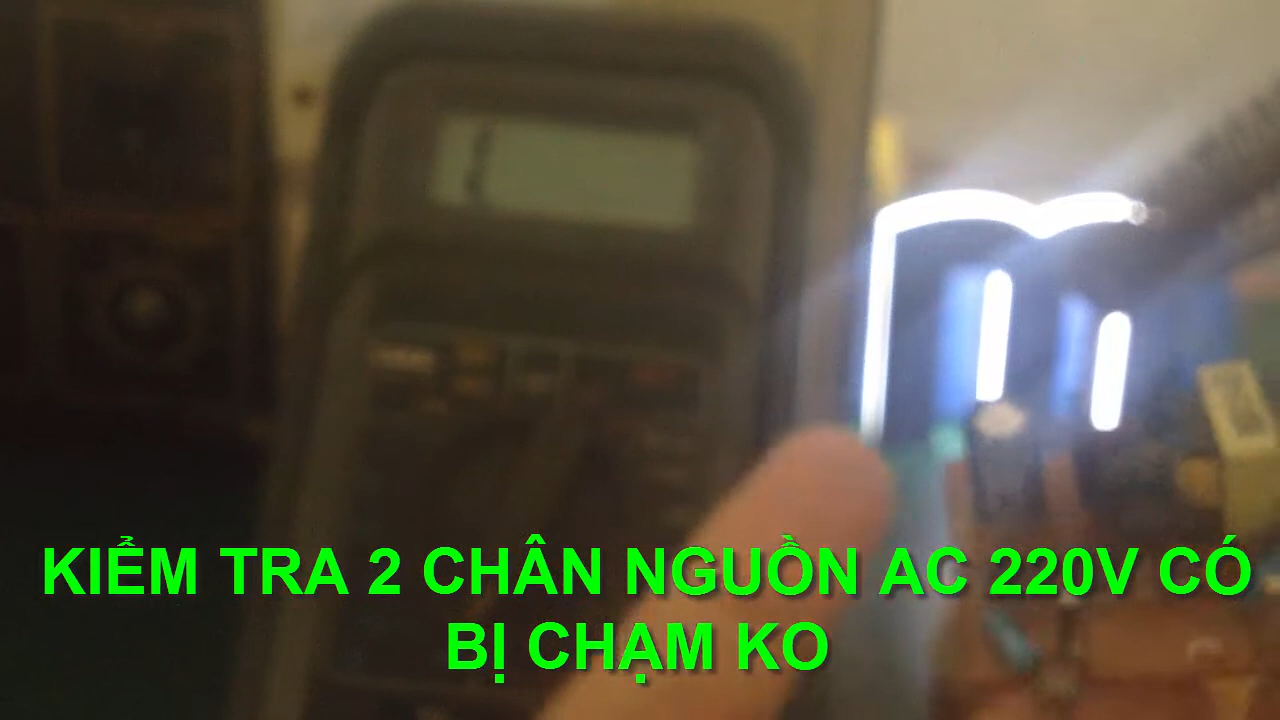 KIỂM TRA 2 CHÂN NGUỒN AC 220V CÓ
BỊ CHẠM KO